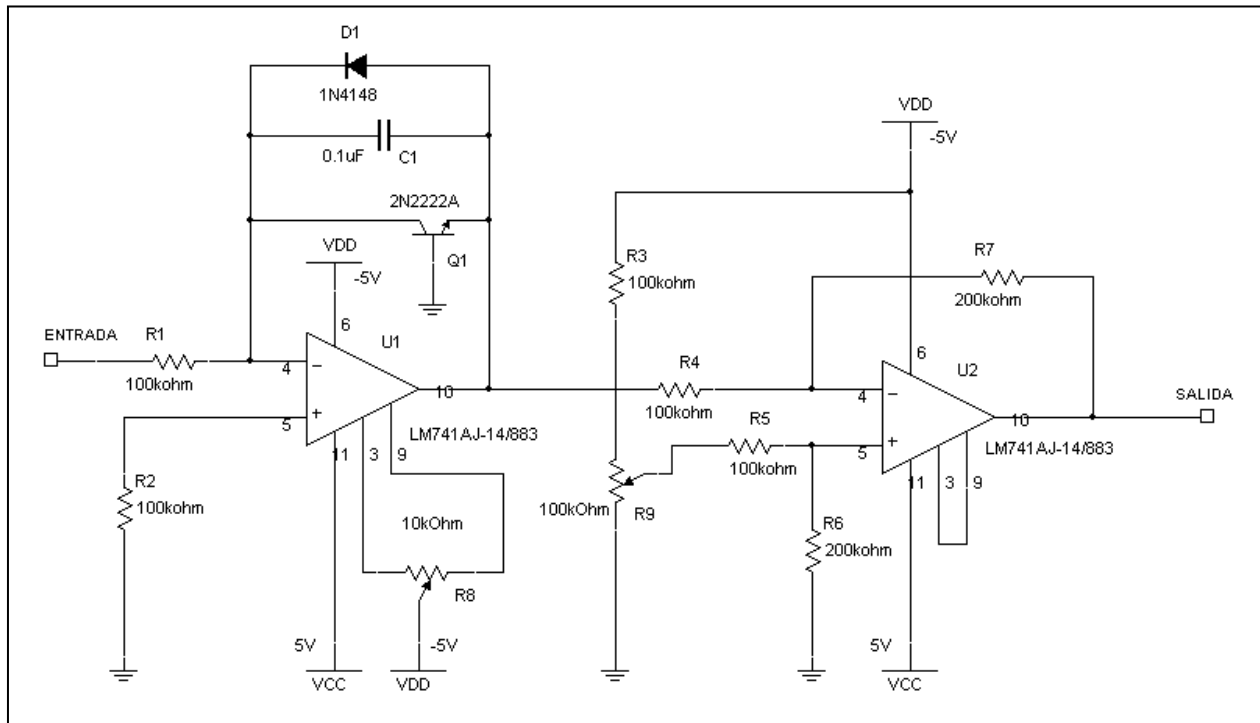 D1
1N4148
0.1uF
C1
2N2222A
Q1
VDD
-5V
ENTRADA
R1
100kohm
6
U1
4
5
10
LM741AJ-14/883
11
3
9
R2
100kohm
10kOhm
R8
5V
VCC
-5V
VDD
VDD
-5V
R3
100kohm
R7
200kohm
R4
100kohm
R5
100kohm
100kOhm
R9
6
U2
4
5
10
LM741AJ-14/883
11
3
9
SALIDA
R6
200kohm
5V
VCC